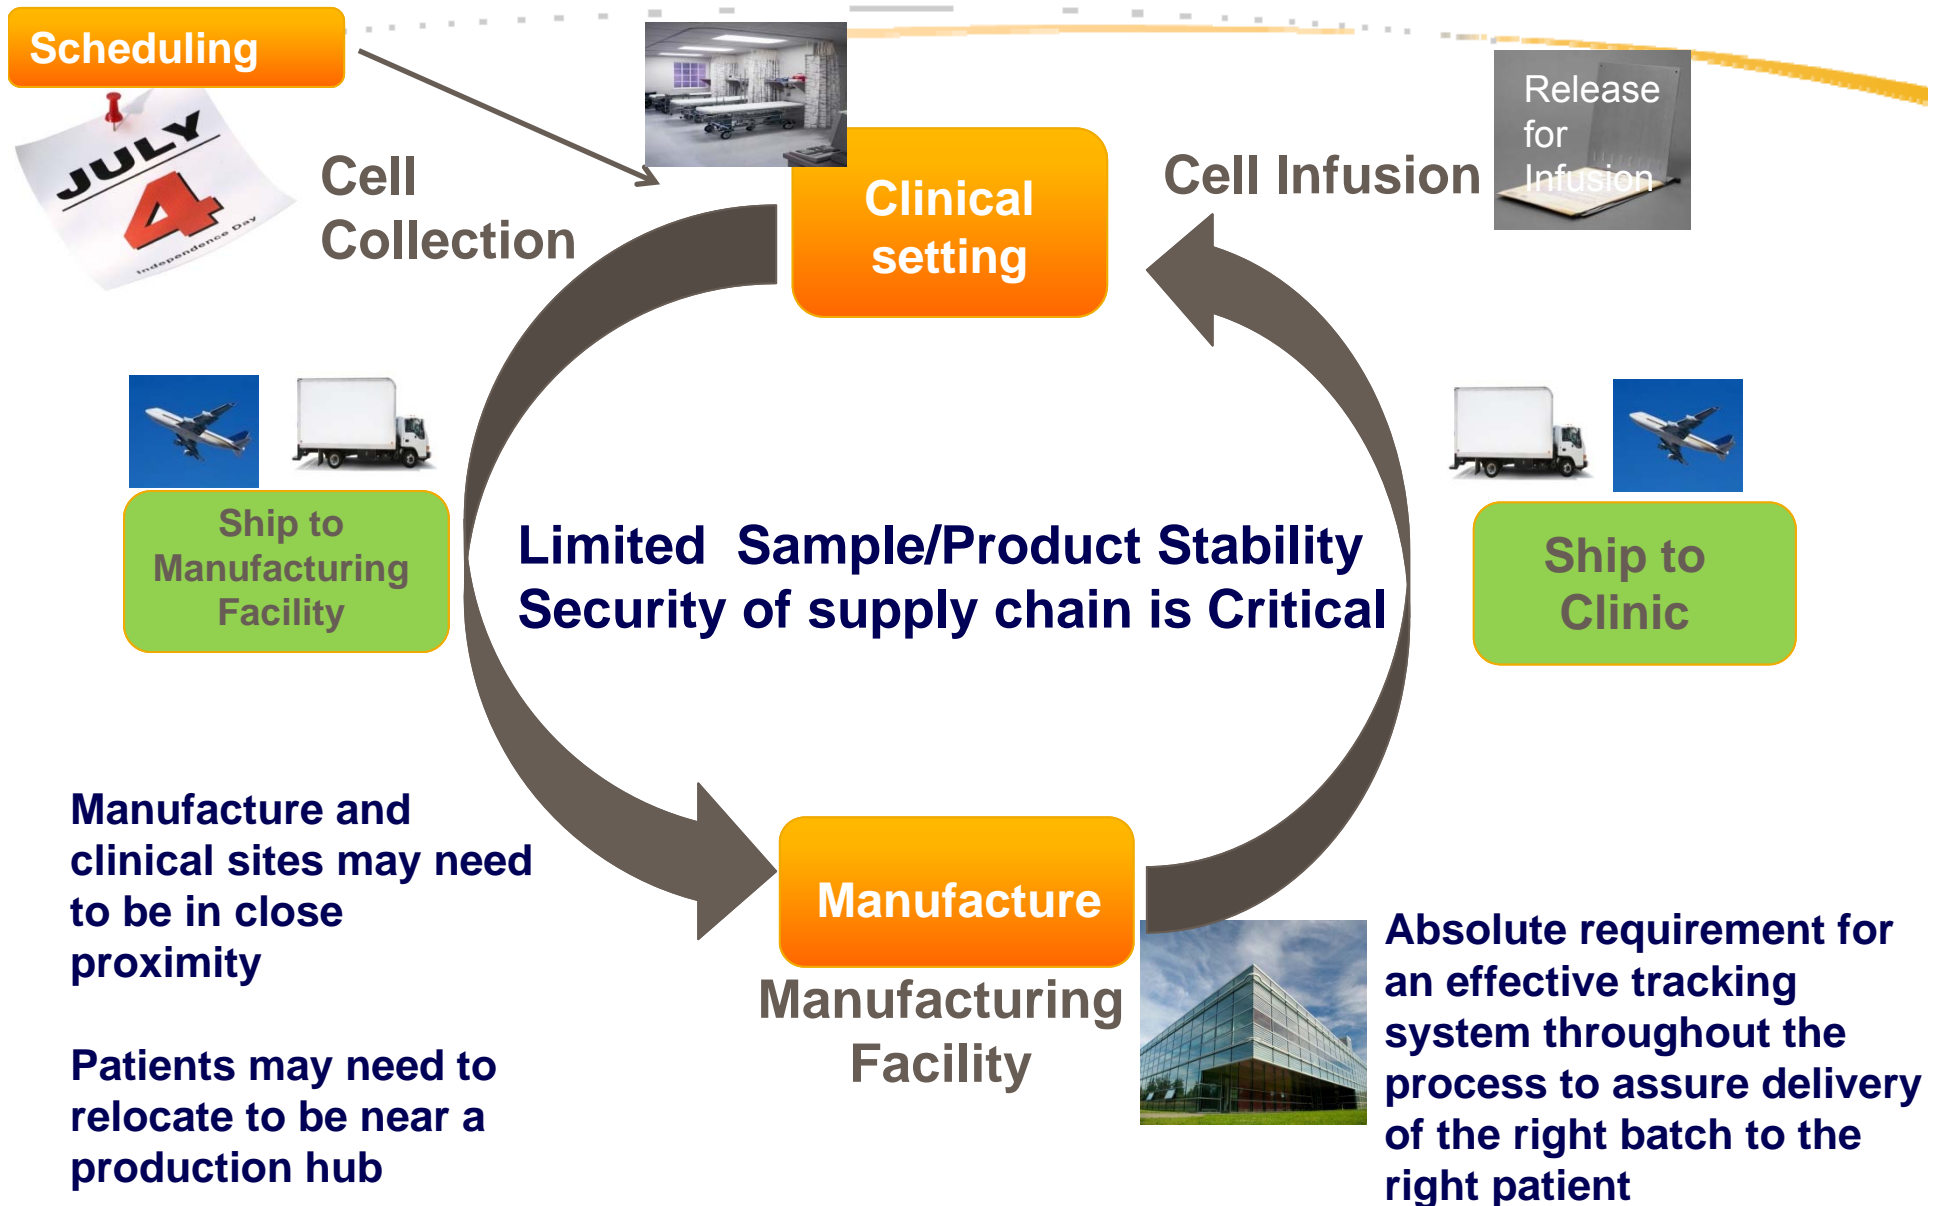 Scheduling
JULY
4
Independence Day
Cell
Collection
Clinical
setting
Cell Infusion
Release
for
Infusion
Ship to
Manufacturing
Facility
Limited  Sample/Product Stability
Security of supply chain is Critical
Ship to
Clinic
Manufacture and
clinical sites may need
to be in close
proximity
Patients may need to
relocate to be near a
production hub
Manufacture
Manufacturing
Facility
Absolute requirement for
an effective tracking
system throughout the
process to assure delivery
of the right batch to the
right patient